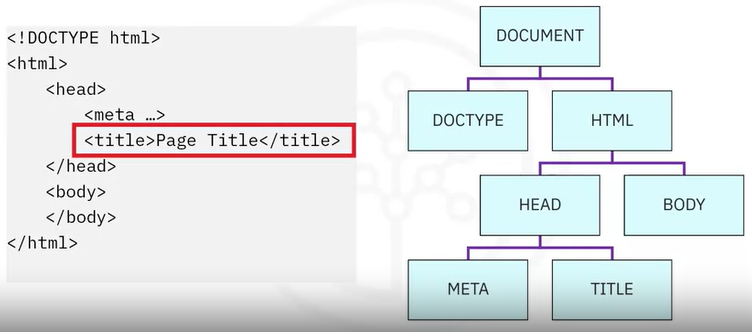 <!DOCTYPE html>
<html>
<head>
<meta …>
<title>Page Title</title>
</head>
<body>
</body>
</html>
DOCUMENT
DOCTYPE
HTML
HEAD
BODY
META
TITLE